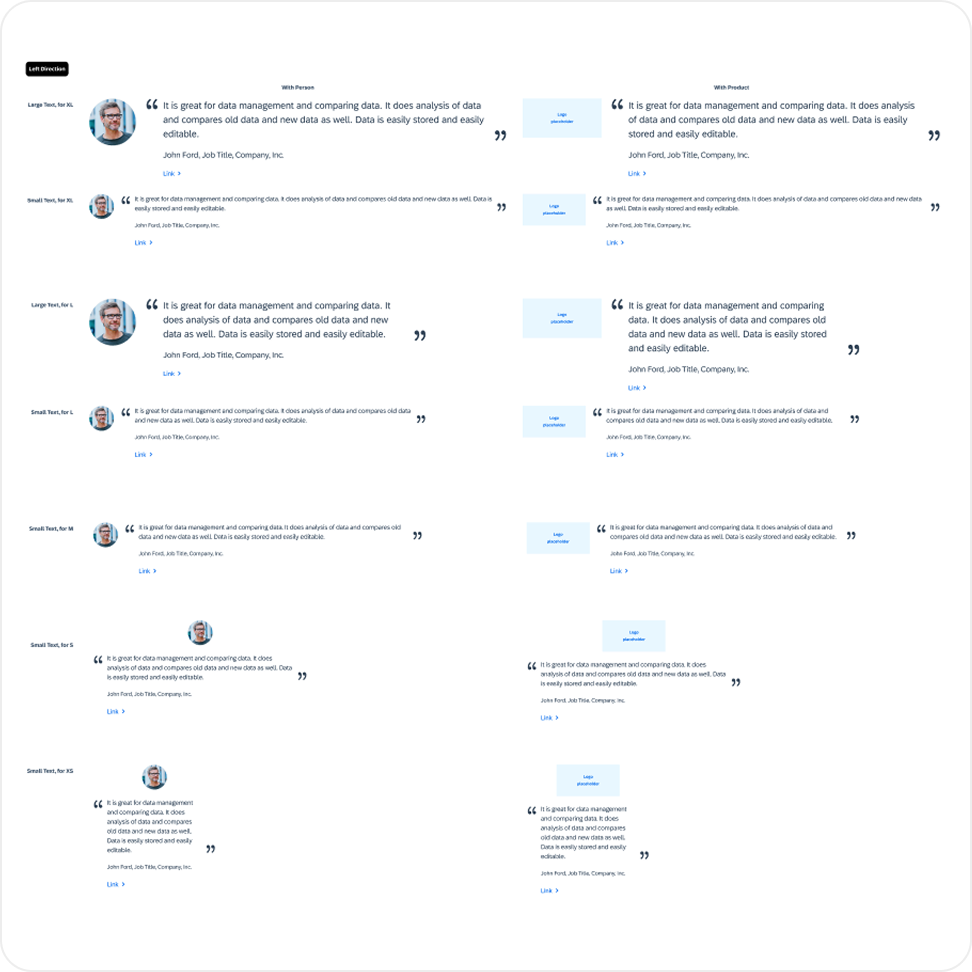 Left Direction
With Person
With Product
Large Text, for XL
“ It is great for data management and comparing data. It does analysis of data
and compares old data and new data as well. Data is easily stored and easily
editable. ”
John Ford, Job Title, Company, Inc.
Link >
Logo
placeholder
“ It is great for data management and comparing data. It does analysis
of data and compares old data and new data as well. Data is easily
stored and easily editable. ”
John Ford, Job Title, Company, Inc.
Link >
Small Text, for XL
“ It is great for data management and comparing data. It does analysis of data and compares old data and new data as well. Data is
easily stored and easily editable. ”
John Ford, Job Title, Company, Inc.
Link >
Logo
placeholder
“ It is great for data management and comparing data. It does analysis of data and compares old data and new data
as well. Data is easily stored and easily editable. ”
John Ford, Job Title, Company, Inc.
Link >
Large Text, for L
“ It is great for data management and comparing data. It
does analysis of data and compares old data and new
data as well. Data is easily stored and easily editable. ”
John Ford, Job Title, Company, Inc.
Link >
Logo
placeholder
“ It is great for data management and comparing
data. It does analysis of data and compares old
data and new data as well. Data is easily stored
and easily editable. ”
John Ford, Job Title, Company, Inc.
Link >
Small Text, for L
“ It is great for data management and comparing data. It does analysis of data and compares old data
and new data as well. Data is easily stored and easily editable. ”
John Ford, Job Title, Company, Inc.
Link >
Logo
placeholder
“ It is great for data management and comparing data. It does analysis of data and
compares old data and new data as well. Data is easily stored and easily editable. ”
John Ford, Job Title, Company, Inc.
Link >
Small Text, for M
“ It is great for data management and comparing data. It does analysis of data and compares old
data and new data as well. Data is easily stored and easily editable. ”
John Ford, Job Title, Company, Inc.
Link >
Logo
placeholder
“ It is great for data management and comparing data. It does analysis of data and
compares old data and new data as well. Data is easily stored and easily editable. ”
John Ford, Job Title, Company, Inc.
Link >
Small Text, for S
“ It is great for data management and comparing data. It does
analysis of data and compares old data and new data as well. Data
is easily stored and easily editable. ”
John Ford, Job Title, Company, Inc.
Link >
Logo
placeholder
“ It is great for data management and comparing data. It does
analysis of data and compares old data and new data as well. Data
is easily stored and easily editable. ”
John Ford, Job Title, Company, Inc.
Link >
Small Text, for XS
“ It is great for data management
and comparing data. It does
analysis of data and compares
old data and new data as well.
Data is easily stored and easily
editable. ”
John Ford, Job Title, Company, Inc.
Link >
Logo
placeholder
“ It is great for data management
and comparing data. It does
analysis of data and compares
old data and new data as well.
Data is easily stored and easily
editable. ”
John Ford, Job Title, Company, Inc.
Link >